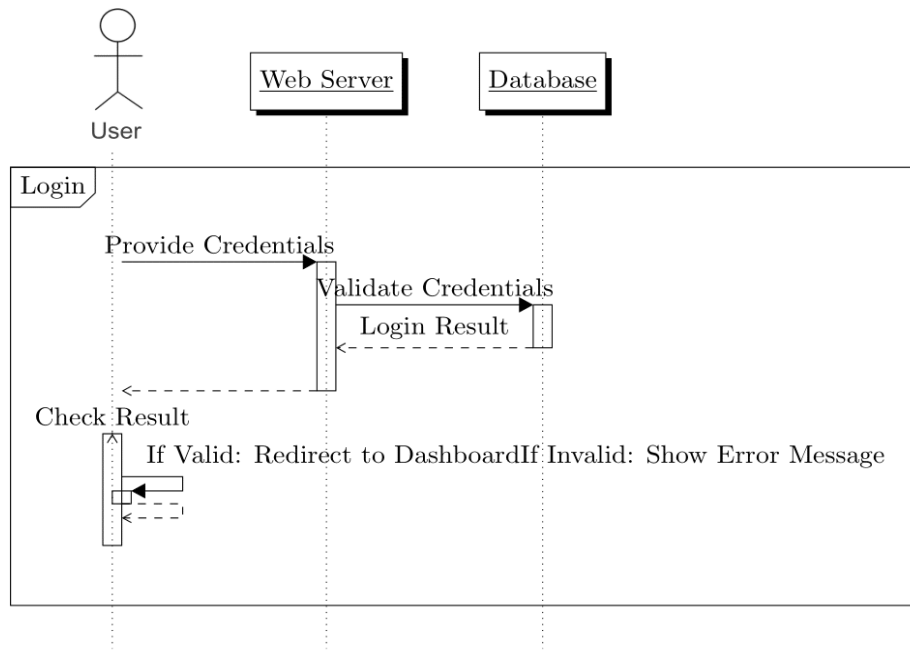 Web Server
Database
User
Login
Provide Credentials
Validate Credentials
Login Result
Check Result
If Valid: Redirect to DashboardIf Invalid: Show Error Message